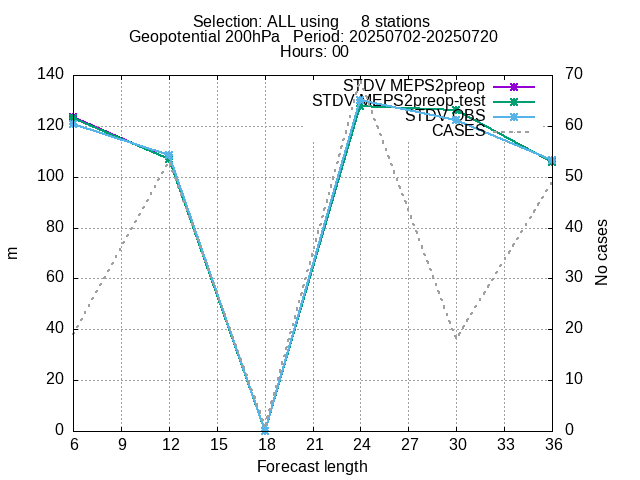 Selection: ALL using     8 stations
Geopotential 200hPa   Period: 20250702-20250720
Hours: 00
140
120
100
80
60
40
20
0
m
70
60
50
40
30
20
10
0
No cases
STDV MEPS2preop
STDV MEPS2preop-test
STDV OBS
CASES
6 9 12 15 18 21 24 27 30 33 36
Forecast length